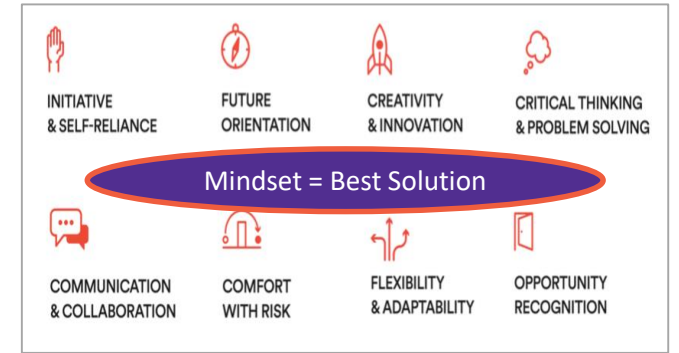 INITIATIVE
& SELF-RELIANCE
FUTURE
ORIENTATION
CREATIVITY
& INNOVATION
CRITICAL THINKING
& PROBLEM SOLVING
Mindset = Best Solution
COMMUNICATION
& COLLABORATION
COMFORT
WITH RISK
FLEXIBILITY
& ADAPTABILITY
OPPORTUNITY
RECOGNITION